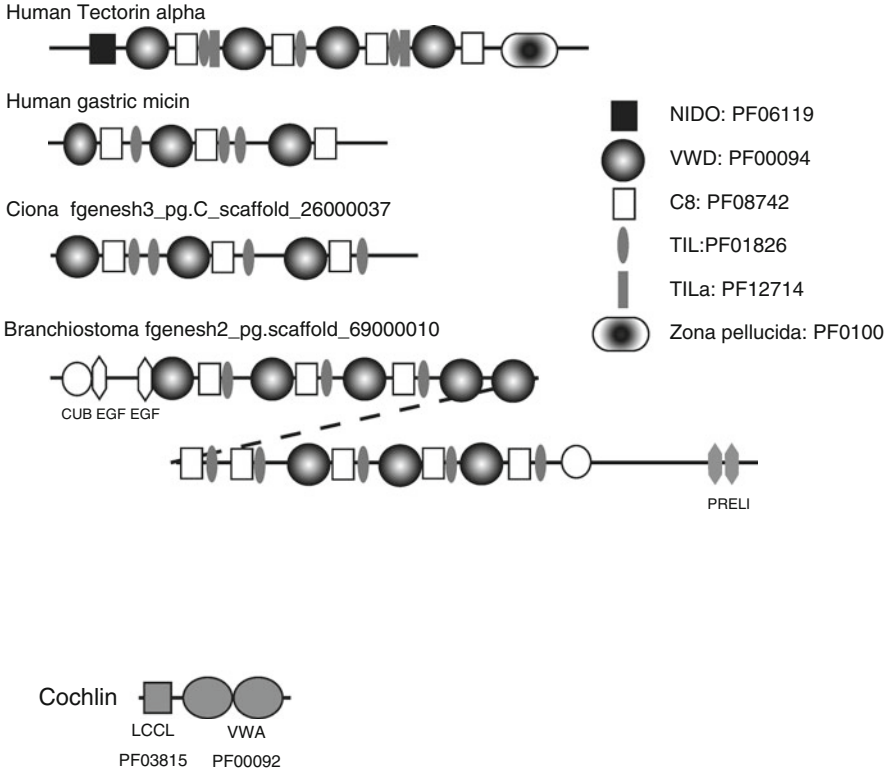 Human Tectorin alpha
Human gastric micin
NIDO: PF06119
VWD: PF00094
C8: PF08742
Ciona fgenesh3_pg.C_scaffold_26000037
TIL:PF01826
TILa: PF12714
Branchiostoma fgenesh2_pg.scaffold_69000010
Zona pellucida: PF0100
CUB EGF EGF
PRELI
Cochlin
LCCL VWA
PF03815 PF00092